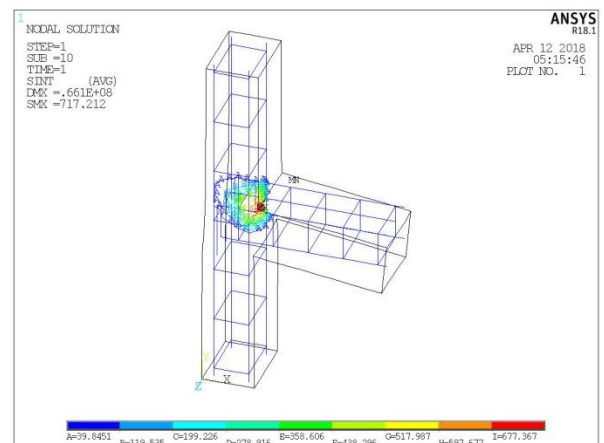 1
NODAL SOLUTION
STEP=1
SUB =10
TIME=1
SINT (AVG)
DMX =.661E+08
SMX =717.212
ANSYS
R18.1
APR 12 2018
05:15:46
PLOT NO. 1
MN
Y
X
Z
A=39.8451 C=199.226 E=358.606 G=517.987 I=677.367
B=119.535 D=278.916 F=438.296 H=597.677